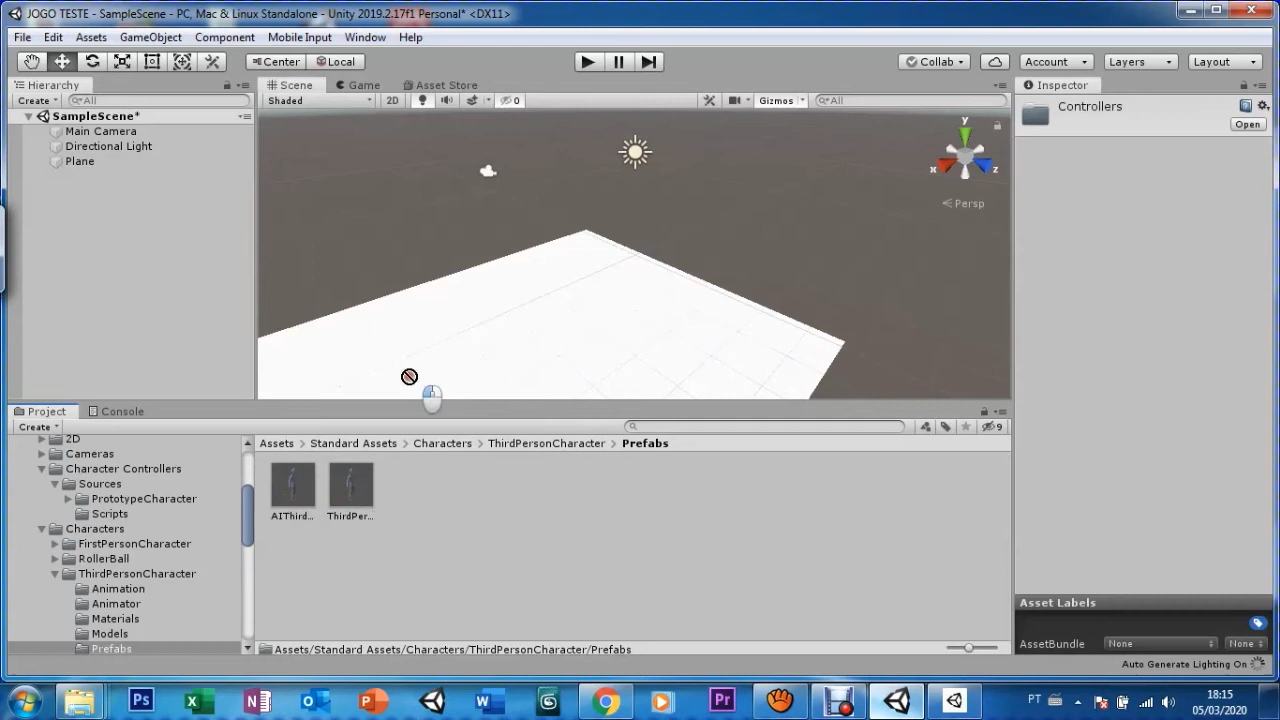 JOGO TESTE - SampleScene - PC, Mac & Linux Standalone - Unity 2019.2.17f1 Personal* <DX11>
File Edit Assets GameObject Component Mobile Input Window Help
Center Local Collab Account Layers Layout
Hierarchy Scene Game Asset Store Inspector
Create All Shaded 2D 0 Gizmos All Controllers
Open
SampleScene*
Main Camera
Directional Light
Plane
y
x z
Persp
Project Console
Create 9
2D
Cameras
Character Controllers
Sources
PrototypeCharacter
Scripts
Characters
FirstPersonCharacter
RollerBall
ThirdPersonCharacter
Animation
Animator
Materials
Models
Prefabs
Assets > Standard Assets > Characters > ThirdPersonCharacter > Prefabs
AIThird... ThirdPer...
Assets/Standard Assets/Characters/ThirdPersonCharacter/Prefabs
Asset Labels
AssetBundle None None
Auto Generate Lighting On
Ps Pr
PT 18:15
05/03/2020